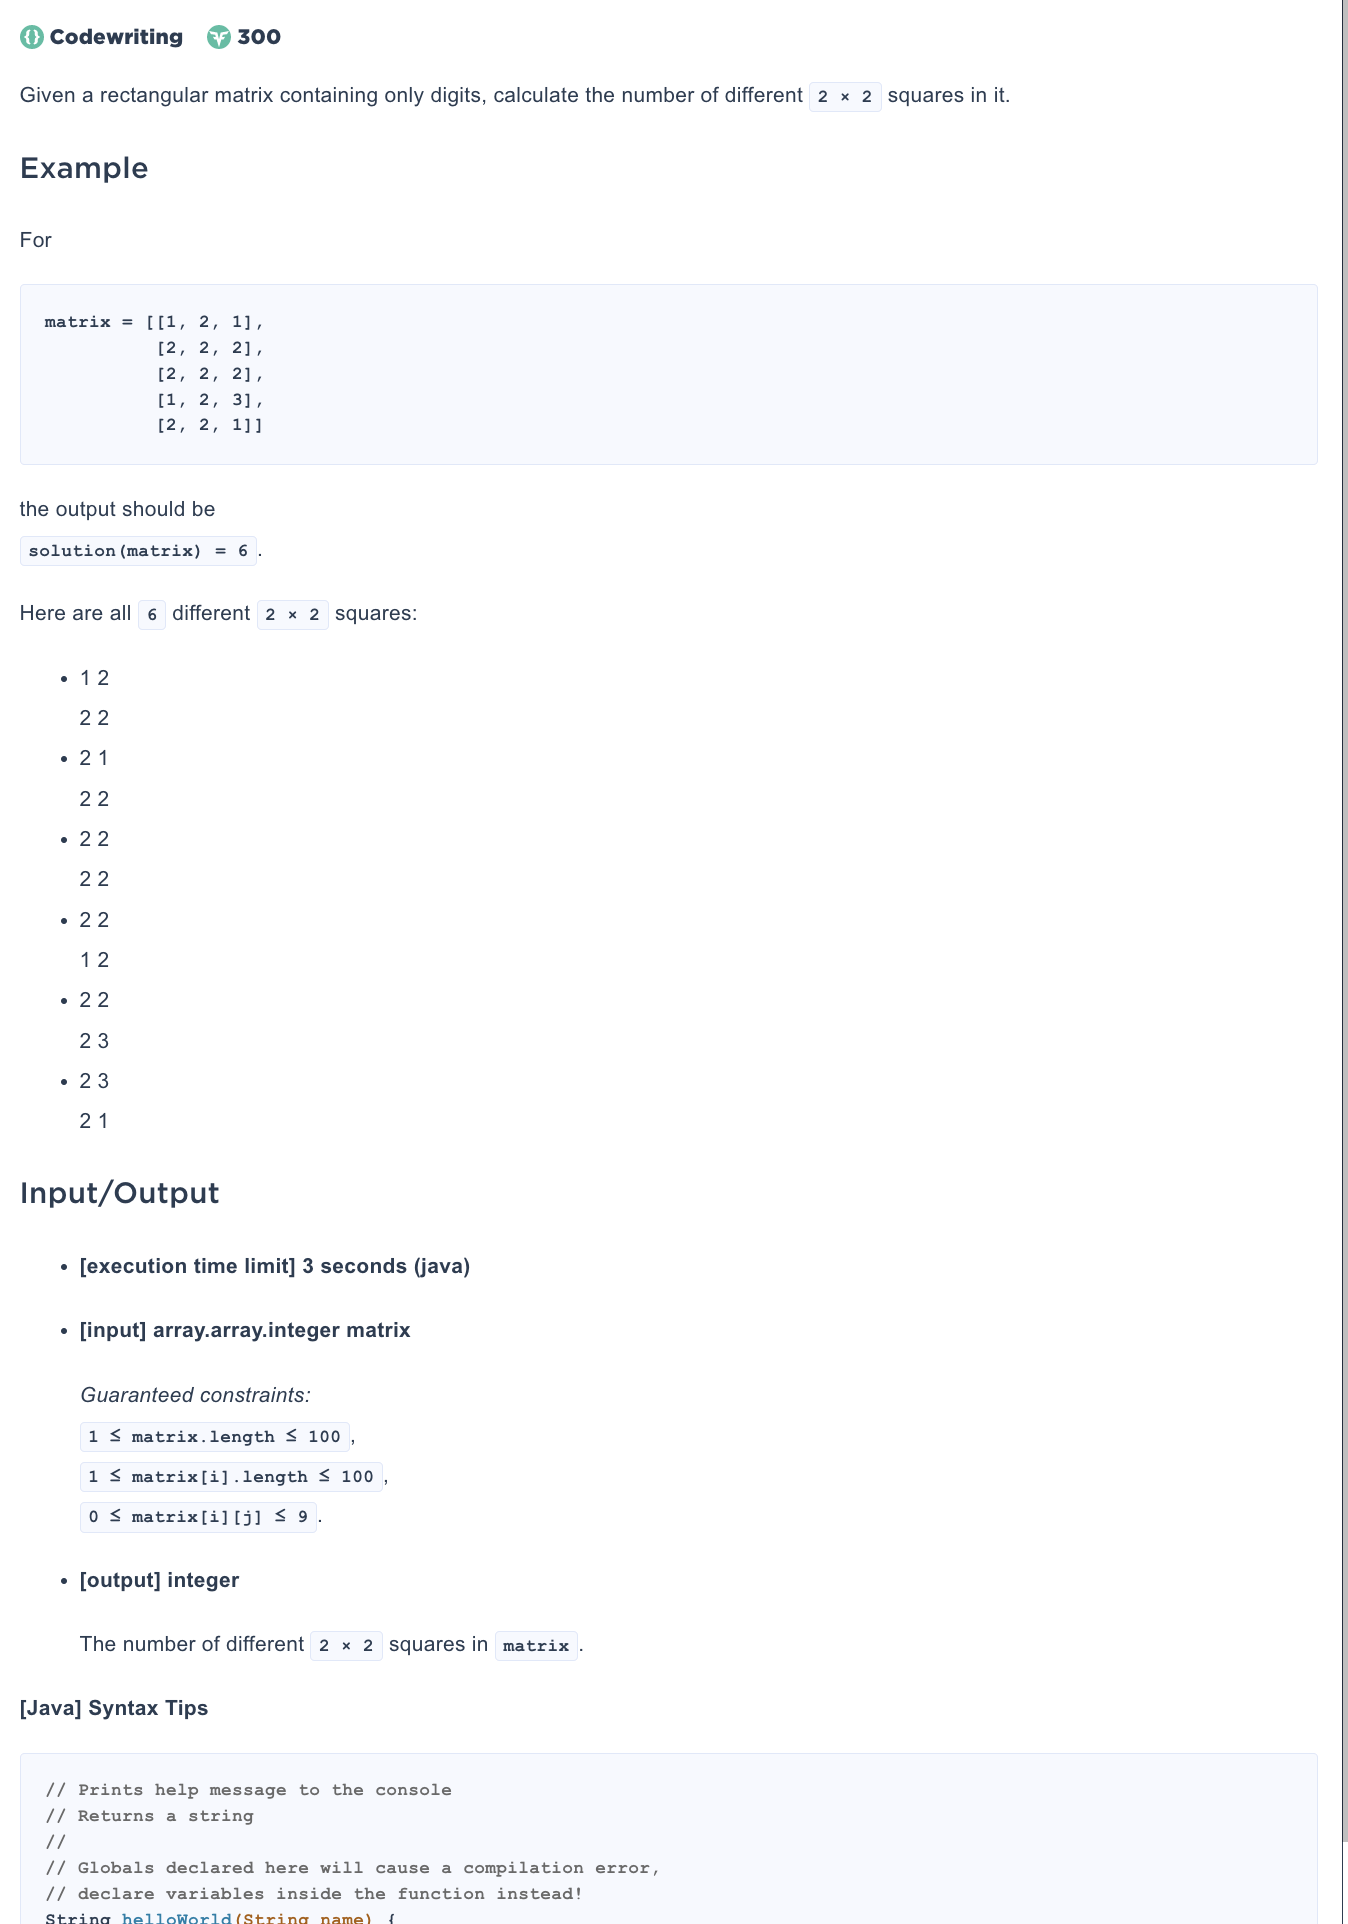 Codewriting 300
Given a rectangular matrix containing only digits, calculate the number of different 2 × 2 squares in it.
Example
For
matrix = [[1, 2, 1],
[2, 2, 2],
[2, 2, 2],
[1, 2, 3],
[2, 2, 1]]
the output should be
solution(matrix) = 6.
Here are all 6 different 2 × 2 squares:
• 1 2
2 2
• 2 1
2 2
• 2 2
2 2
• 2 2
1 2
• 2 2
2 3
• 2 3
2 1
Input/Output
• [execution time limit] 3 seconds (java)
• [input] array.array.integer matrix
Guaranteed constraints:
1 ≤ matrix.length ≤ 100,
1 ≤ matrix[i].length ≤ 100,
0 ≤ matrix[i][j] ≤ 9.
• [output] integer
The number of different 2 × 2 squares in matrix.
[Java] Syntax Tips
// Prints help message to the console
// Returns a string
//
// Globals declared here will cause a compilation error,
// declare variables inside the function instead!
String helloWorld(String name) {